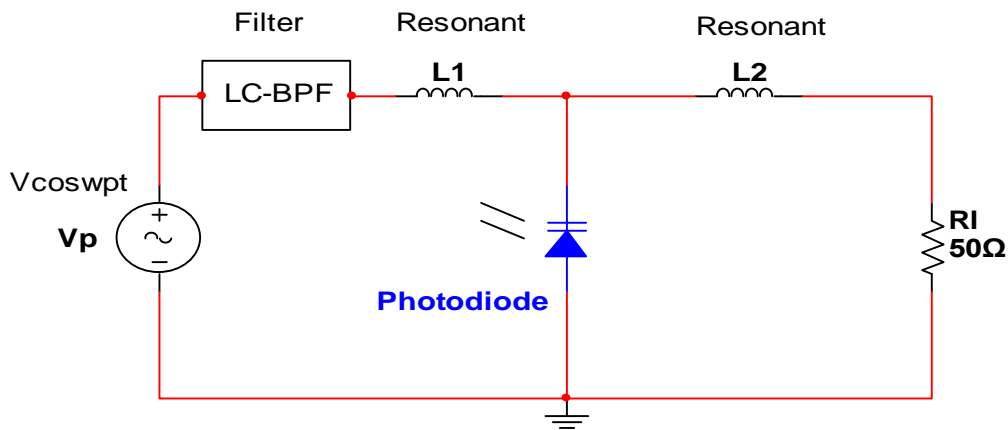 Filter
Resonant
Resonant
L1
L2
LC-BPF
Vcoswpt
Vp
Rl
50Ω
Photodiode